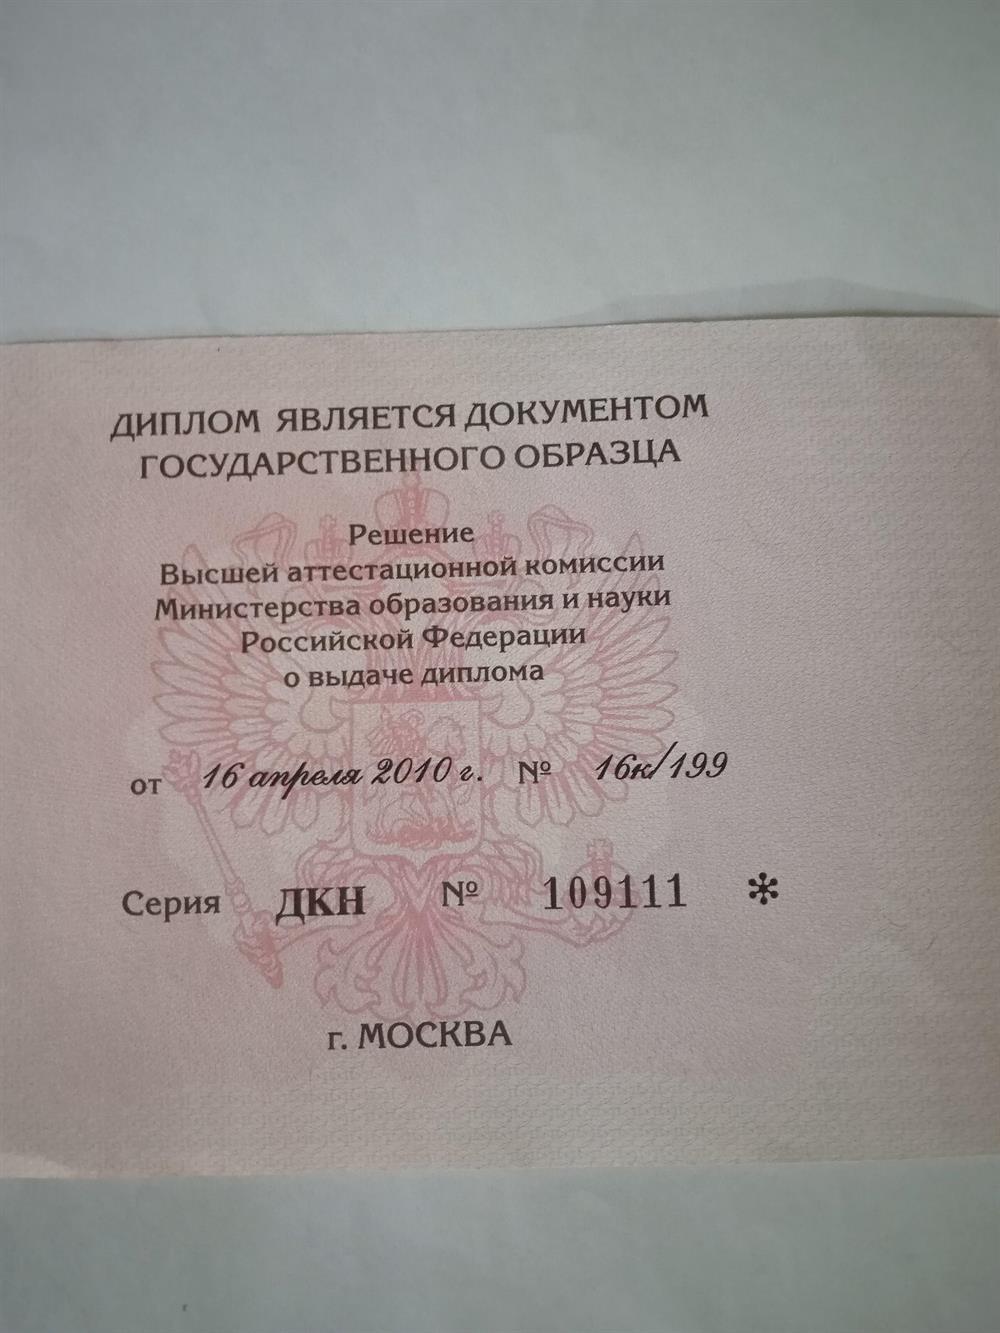 ДИПЛОМ ЯВЛЯЕТСЯ ДОКУМЕНТОМ
ГОСУДАРСТВЕННОГО ОБРАЗЦА
Решение
Высшей аттестационной комиссии
Министерства образования и науки
Российской Федерации
о выдаче диплома
от 16 апреля 2010 г. № 16к/199
Серия ДКН № 109111 *
г. МОСКВА